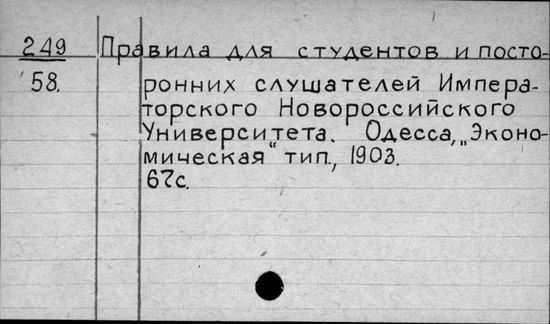 249 Правила для студентов и посто-
58. ронних слушателей Импера-
торского Новороссийского
Университета. Одесса, „Эконо-
мическая“ тип., 1903.
67с.